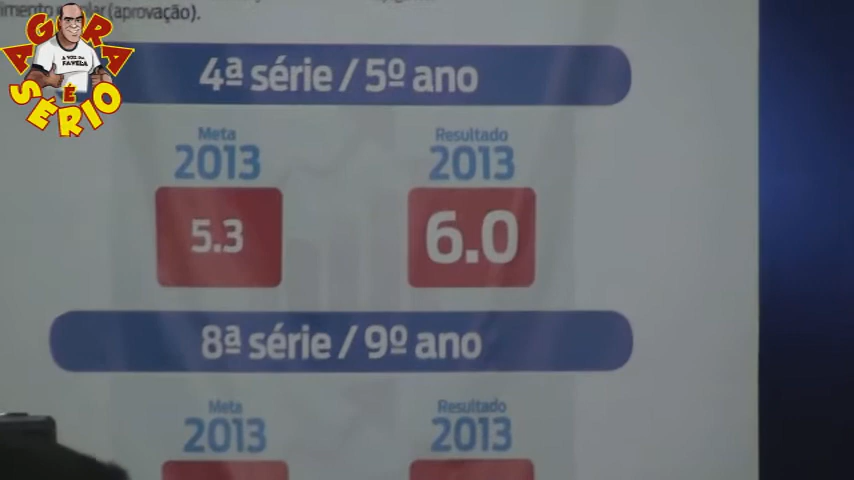 (aprovação).
AGORA
É
SÉRIO
A VOZ DA
FAVELA
4ª série / 5º ano
Meta
2013
Resultado
2013
5.3
6.0
8ª série / 9º ano
Meta
2013
Resultado
2013